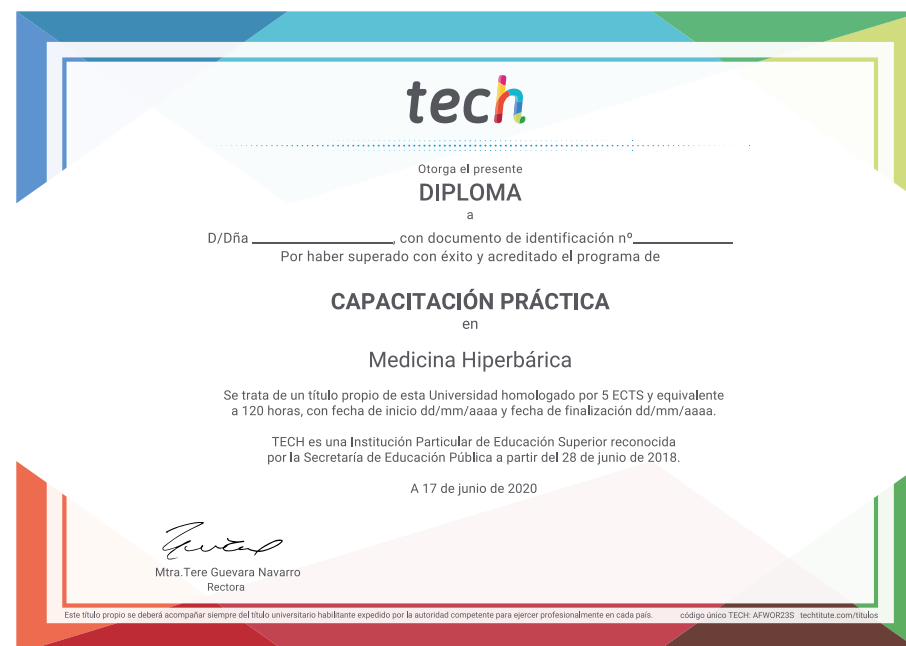 tech
Otorga el presente
DIPLOMA
a
D/Dña ____________________, con documento de identificación nº______________
Por haber superado con éxito y acreditado el programa de
CAPACITACIÓN PRÁCTICA
en
Medicina Hiperbárica
Se trata de un título propio de esta Universidad homologado por 5 ECTS y equivalente
a 120 horas, con fecha de inicio dd/mm/aaaa y fecha de finalización dd/mm/aaaa.
TECH es una Institución Particular de Educación Superior reconocida
por la Secretaría de Educación Pública a partir del 28 de junio de 2018.
A 17 de junio de 2020
Mtra.Tere Guevara Navarro
Rectora
Este título propio se deberá acompañar siempre del título universitario habilitante expedido por la autoridad competente para ejercer profesionalmente en cada país. código único TECH: AFWOR23S techtitute.com/titulos